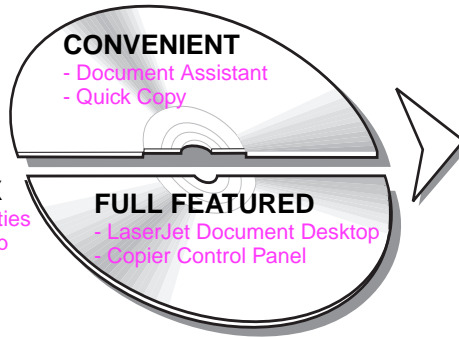 CONVENIENT
- Document Assistant
- Quick Copy
FULL FEATURED
- LaserJet Document Desktop
- Copier Control Panel